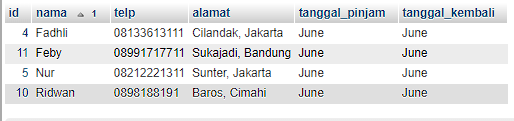 id nama 1 telp alamat tanggal_pinjam tanggal_kembali
4 Fadhli 08133613111 Cilandak, Jakarta June June
11 Feby 08991717711 Sukajadi, Bandung June June
5 Nur 08212221311 Sunter, Jakarta June June
10 Ridwan 0898188191 Baros, Cimahi June June